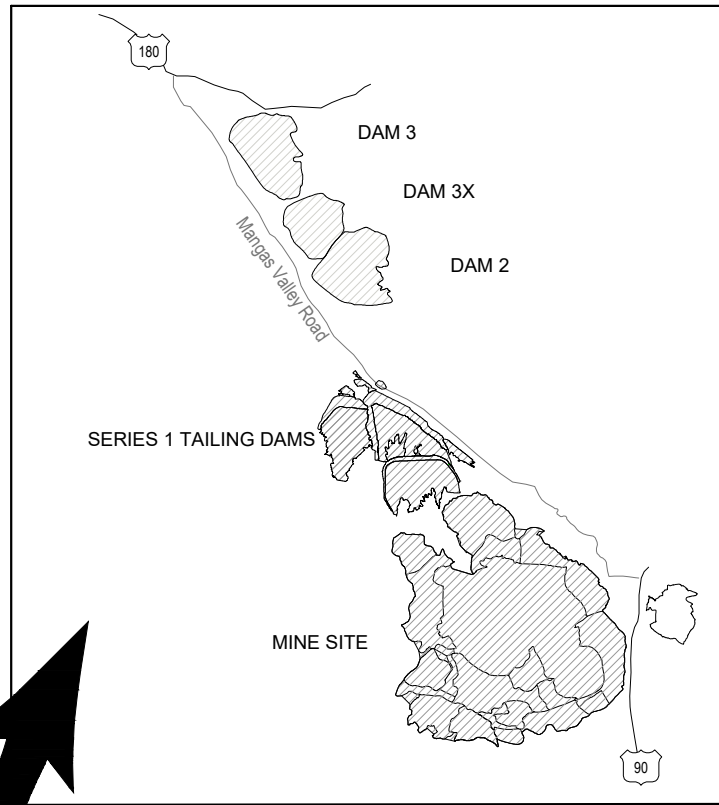 180
DAM 3
DAM 3X
Mangas Valley Road
DAM 2
SERIES 1 TAILING DAMS
MINE SITE
90